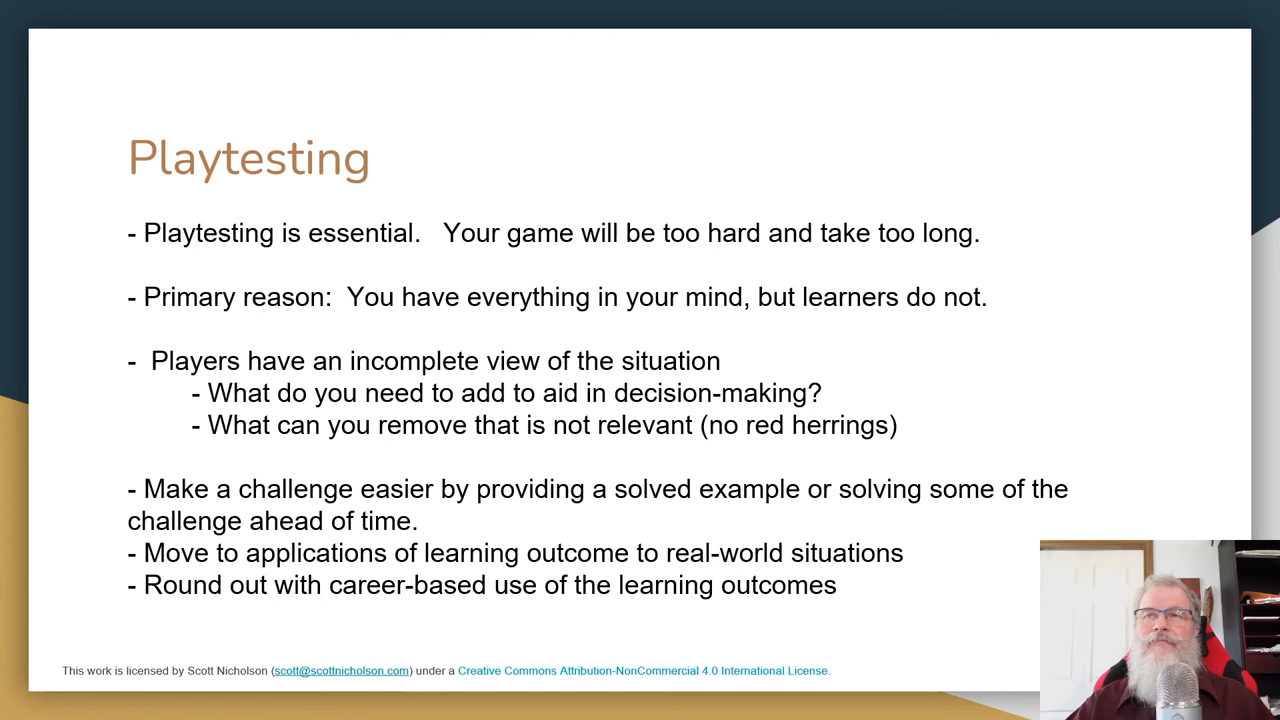 Playtesting
- Playtesting is essential.   Your game will be too hard and take too long.
- Primary reason:  You have everything in your mind, but learners do not.
-  Players have an incomplete view of the situation
- What do you need to add to aid in decision-making?
- What can you remove that is not relevant (no red herrings)
- Make a challenge easier by providing a solved example or solving some of the
challenge ahead of time.
- Move to applications of learning outcome to real-world situations
- Round out with career-based use of the learning outcomes
This work is licensed by Scott Nicholson (scott@scottnicholson.com) under a Creative Commons Attribution-NonCommercial 4.0 International License.